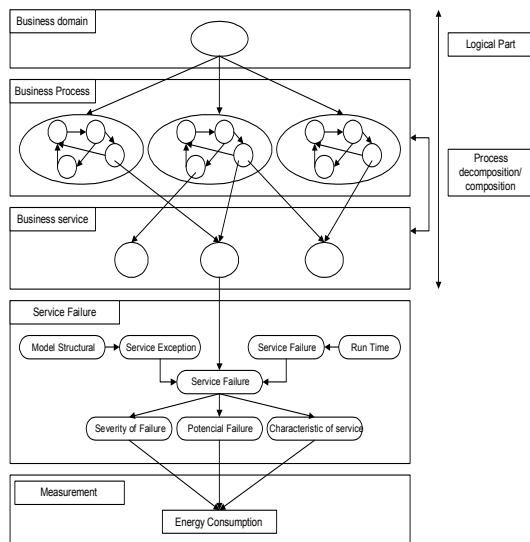 Business domain
Logical Part
Business Process
Process
decomposition/
composition
Business service
Service Failure
Model Structural
Service Exception
Service Failure
Run Time
Service Failure
Severity of Failure
Potencial Failure
Characteristic of service
Measurement
Energy Consumption